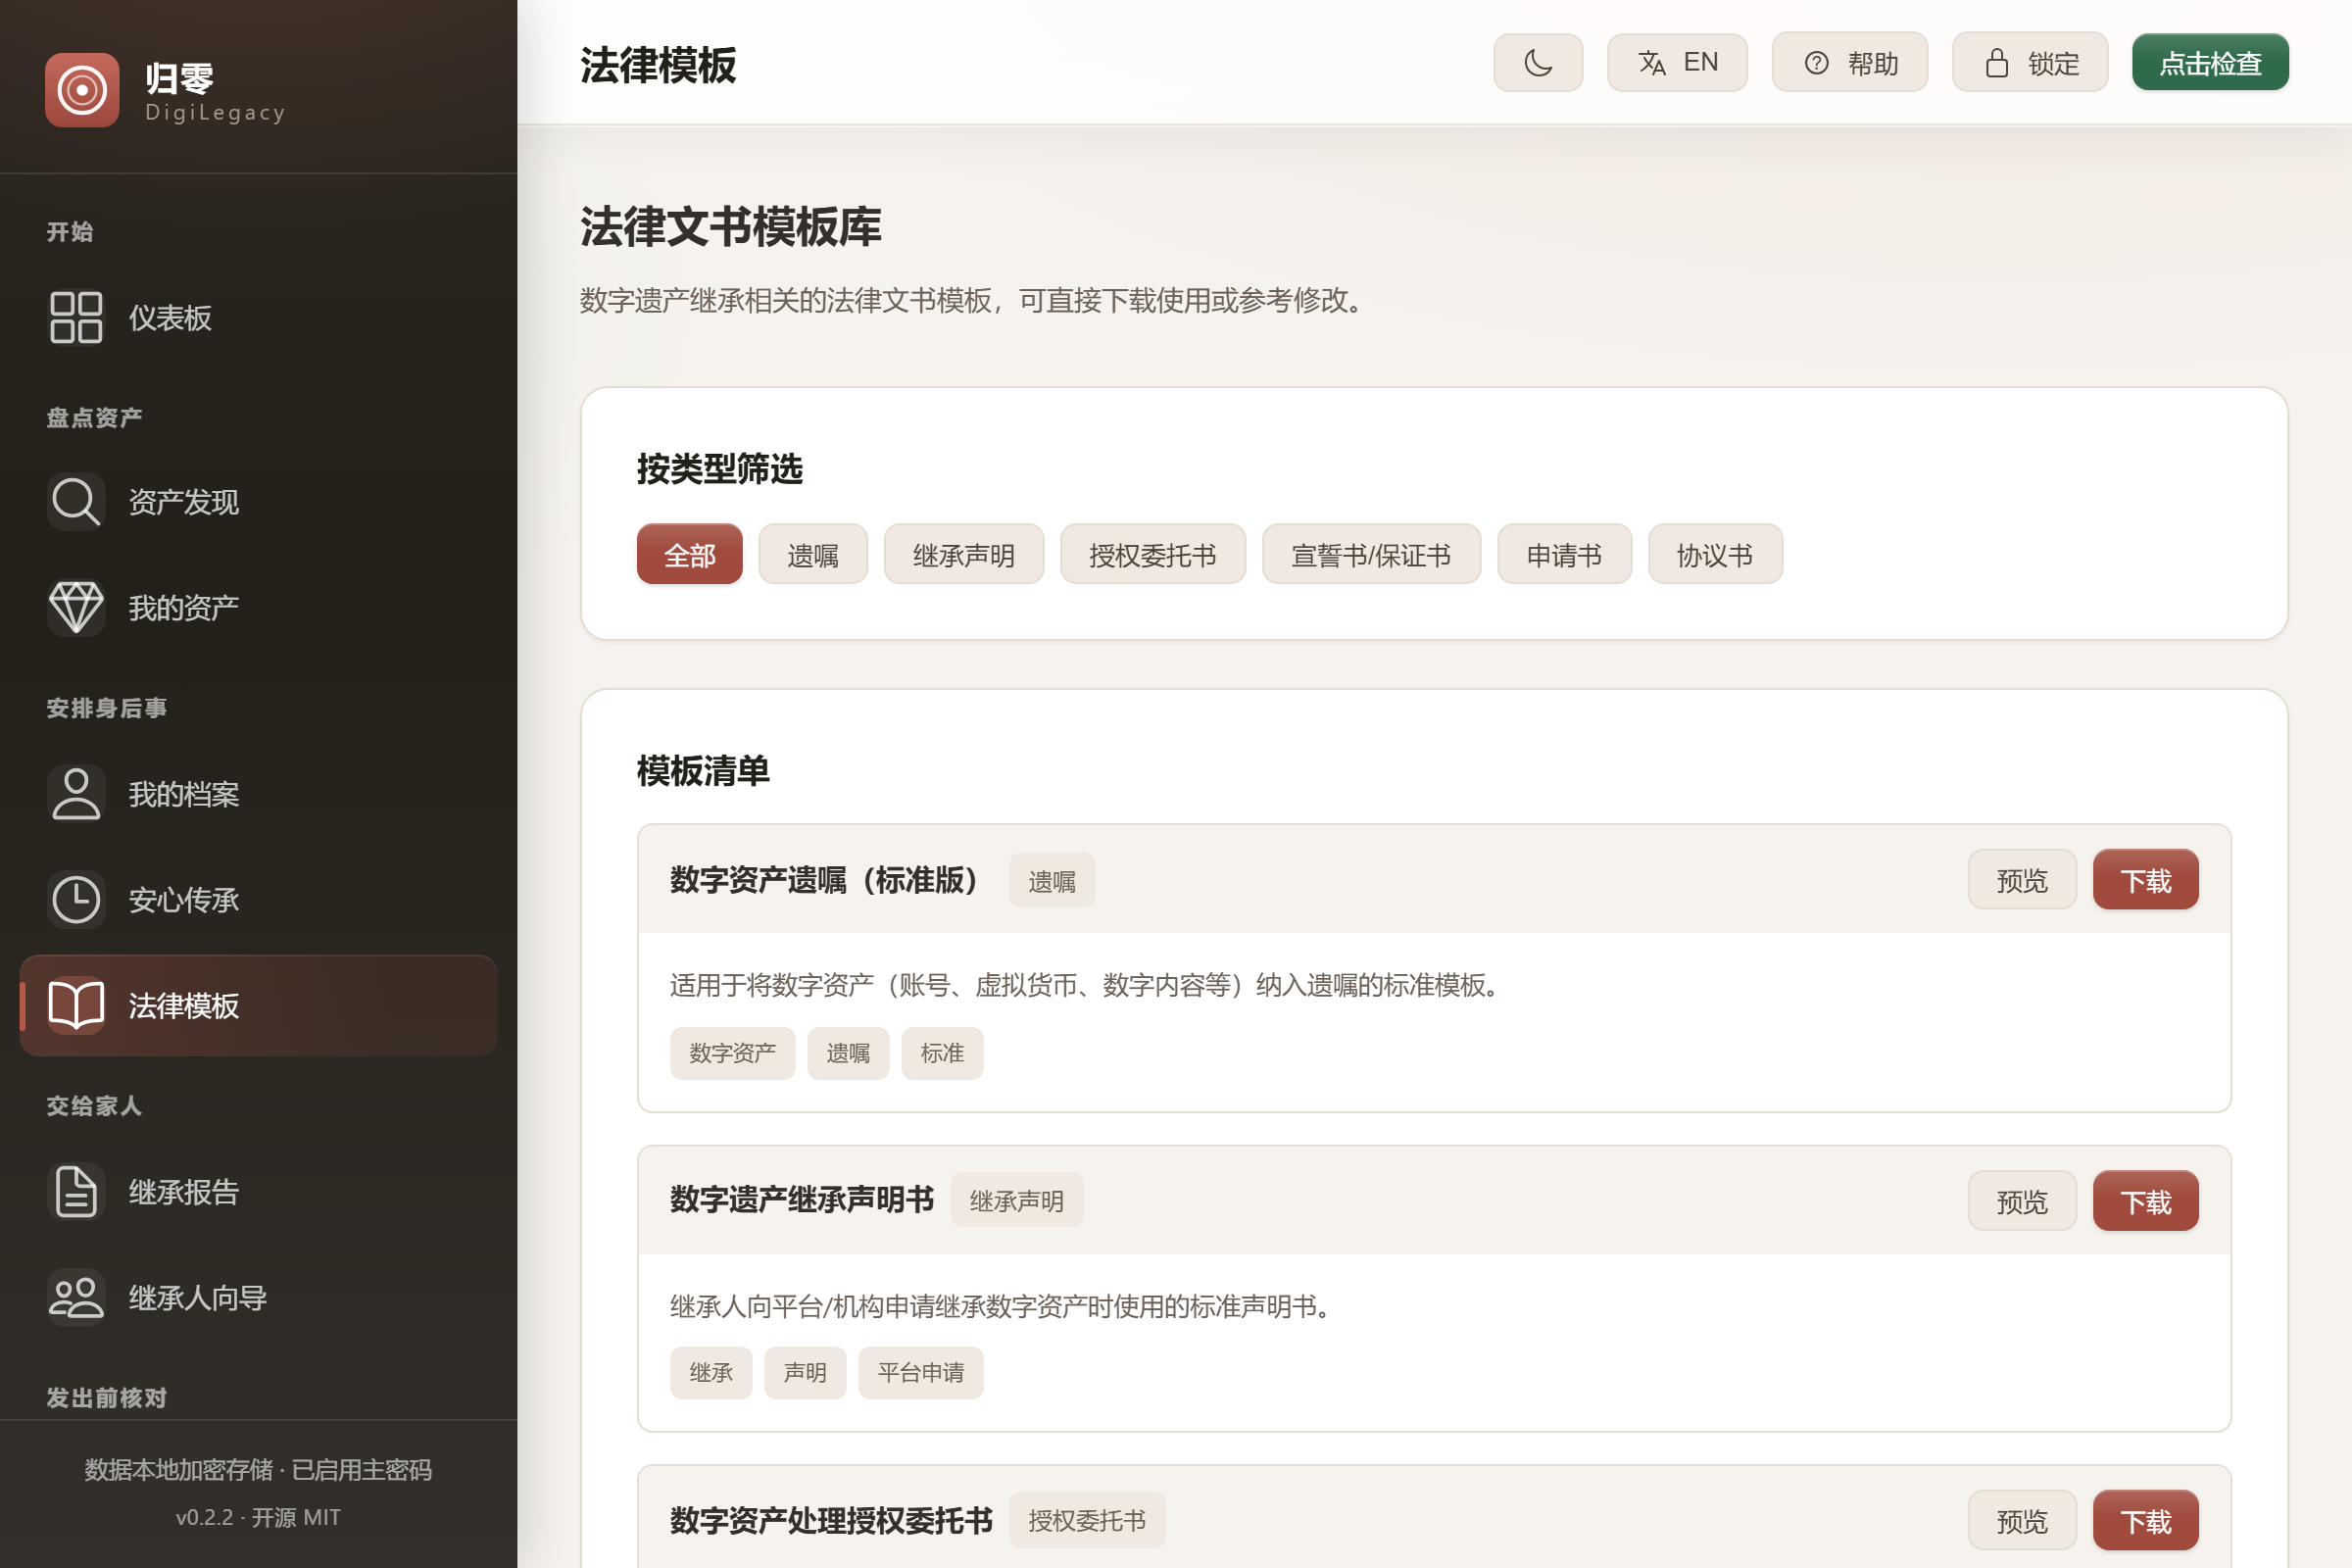 归零
DigiLegacy
开始
仪表板
盘点资产
资产发现
我的资产
安排身后事
我的档案
安心传承
法律模板
交给家人
继承报告
继承人向导
发出前核对
数据本地加密存储 · 已启用主密码
v0.2.2 · 开源 MIT
法律模板
EN
帮助
锁定
点击检查
法律文书模板库
数字遗产继承相关的法律文书模板，可直接下载使用或参考修改。
按类型筛选
全部 遗嘱 继承声明 授权委托书 宣誓书/保证书 申请书 协议书
模板清单
数字资产遗嘱（标准版） 遗嘱 预览 下载
适用于将数字资产（账号、虚拟货币、数字内容等）纳入遗嘱的标准模板。
数字资产 遗嘱 标准
数字遗产继承声明书 继承声明 预览 下载
继承人向平台/机构申请继承数字资产时使用的标准声明书。
继承 声明 平台申请
数字资产处理授权委托书 授权委托书 预览 下载